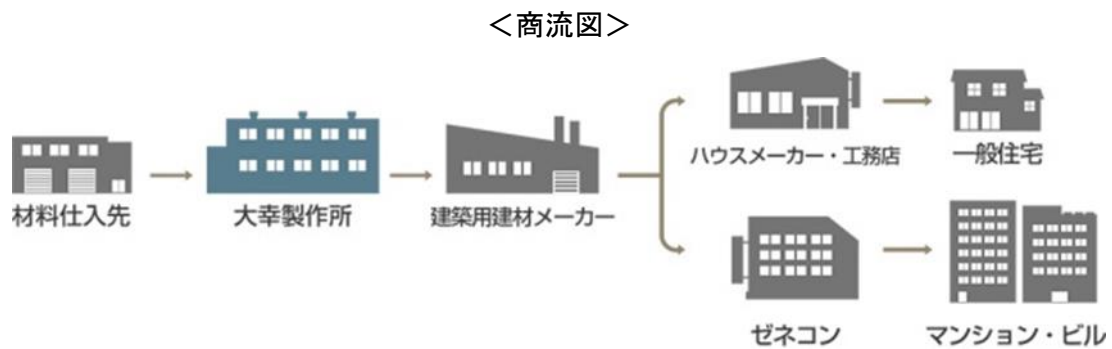 ＜商流図＞
材料仕入先
大幸製作所
建築用建材メーカー
ハウスメーカー・工務店
一般住宅
ゼネコン
マンション・ビル